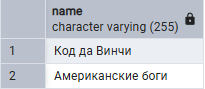 name
character varying (255)
1 Код да Винчи
2 Американские боги